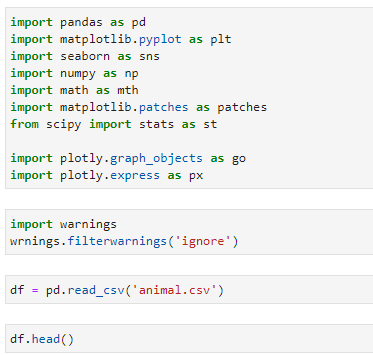 import pandas as pd
import matplotlib.pyplot as plt
import seaborn as sns
import numpy as np
import math as mth
import matplotlib.patches as patches
from scipy import stats as st
import plotly.graph_objects as go
import plotly.express as px
import warnings
wrnings.filterwarnings('ignore')
df = pd.read_csv('animal.csv')
df.head()